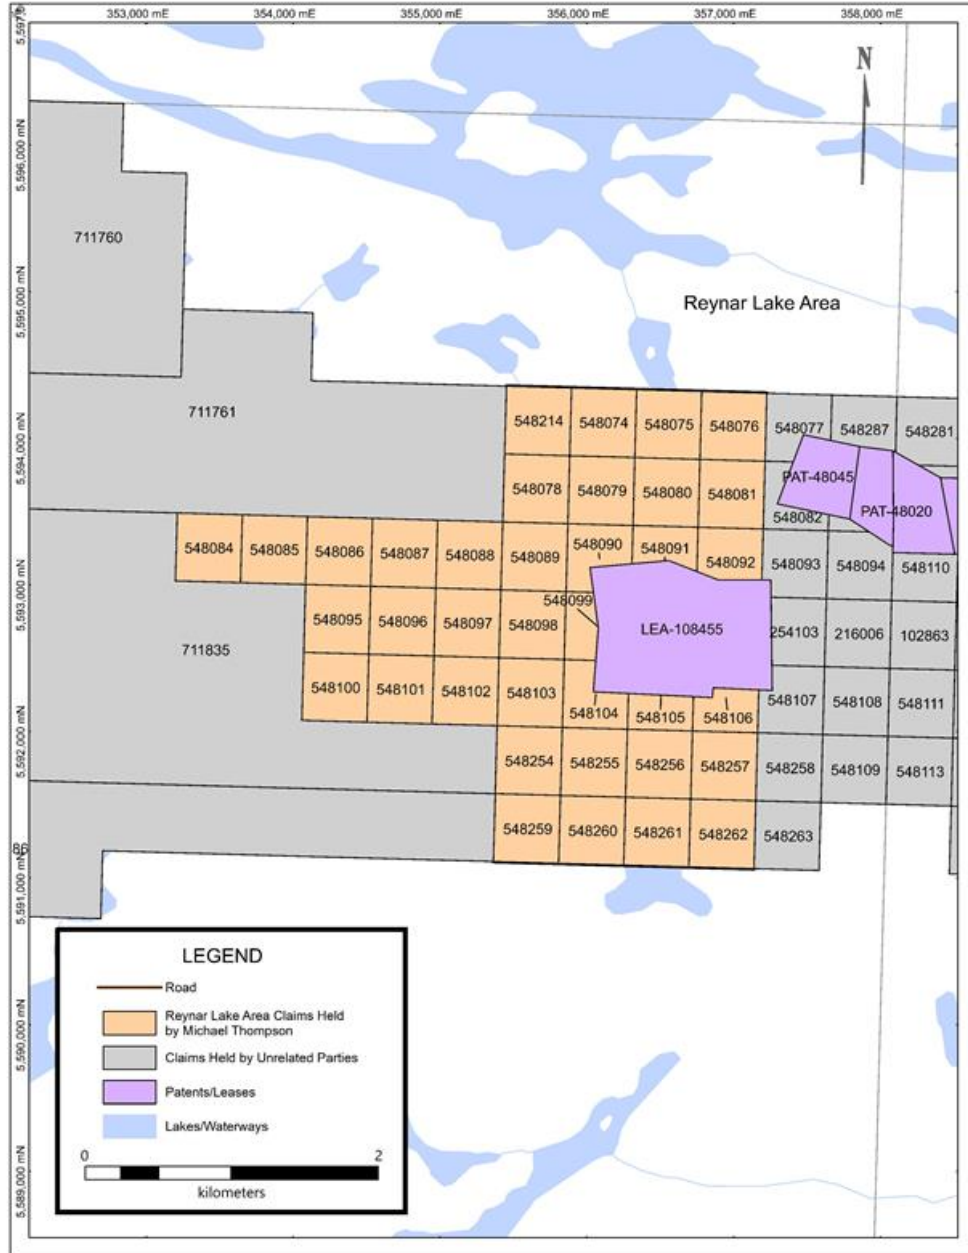 353,000 mE 354,000 mE 355,000 mE 356,000 mE 357,000 mE 358,000 mE
N
5,596,000 mN
711760
5,595,000 mN
Reynar Lake Area
711761
5,594,000 mN
548214 548074 548075 548076 548077 548287 548281
548078 548079 548080 548081 PAT-48045
548082 PAT-48020
548084 548085 548086 548087 548088 548089 548090 548091 548092 548093 548094 548110
5,593,000 mN
548095 548096 548097 548098 548099 LEA-108455 254103 216006 102863
711835
548100 548101 548102 548103 548104 548105 548106 548107 548108 548111
5,592,000 mN
548254 548255 548256 548257 548258 548109 548113
548259 548260 548261 548262 548263
86
5,591,000 mN
LEGEND
Road
Reynar Lake Area Claims Held
by Michael Thompson
Claims Held by Unrelated Parties
Patents/Leases
Lakes/Waterways
0 2
kilometers
5,590,000 mN
5,589,000 mN